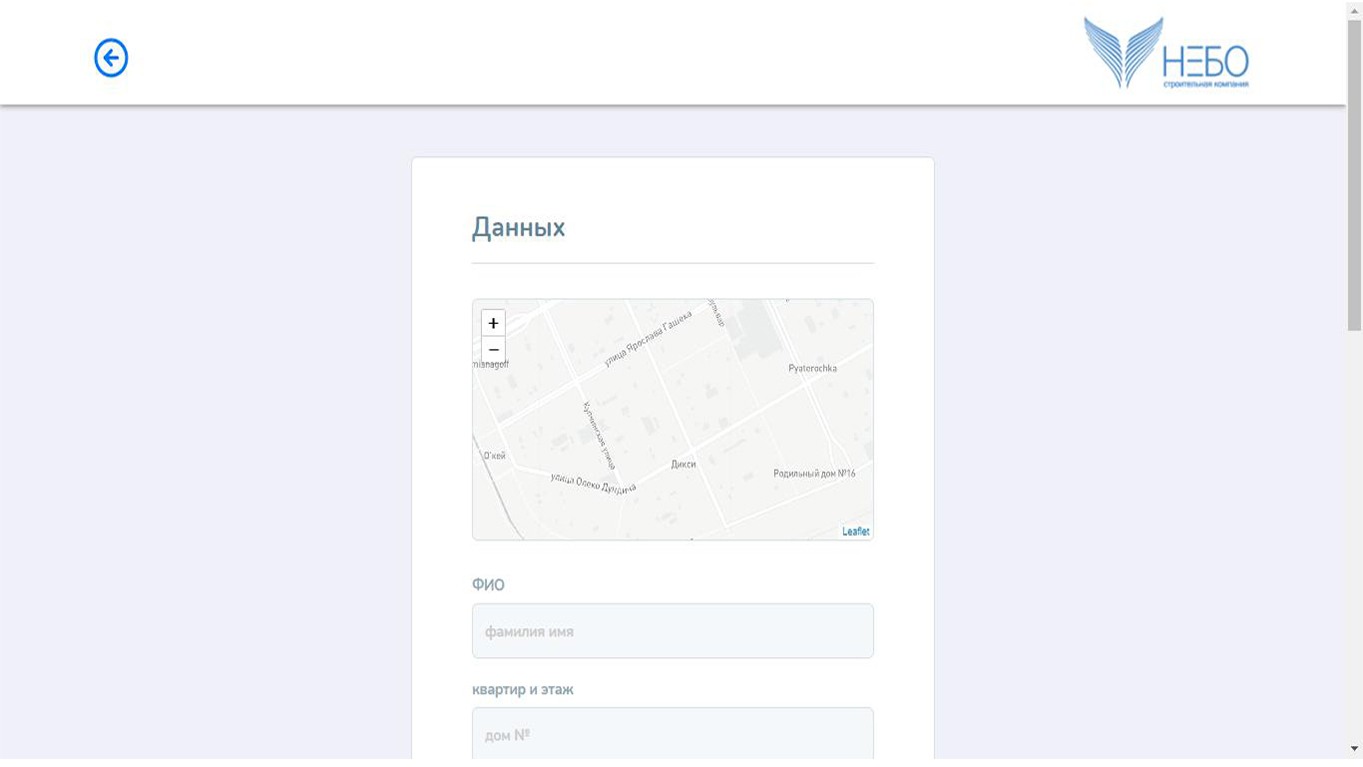 НЕБО
строительная компания
Данных
+
−
misnagoff
улица Ярослава Гашека
Pyaterochka
Купчинская улица
О'кей
Дикси
Родильный дом №16
улица Олеко Дундича
Leaflet
ФИО
фамилия имя
квартир и этаж
дом №